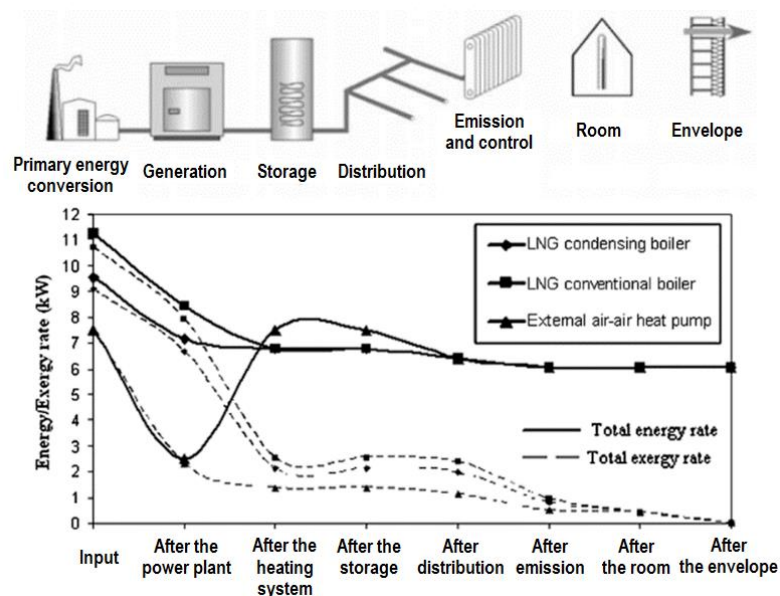 Primary energy
conversion
Generation
Storage
Distribution
Emission
and control
Room
Envelope
Energy/Exergy rate (kW)
12
11
10
9
8
7
6
5
4
3
2
1
0
LNG condensing boiler
LNG conventional boiler
External air-air heat pump
Total energy rate
Total exergy rate
Input
After the
power plant
After the
heating
system
After the
storage
After
distribution
After
emission
After
the room
After
the envelope